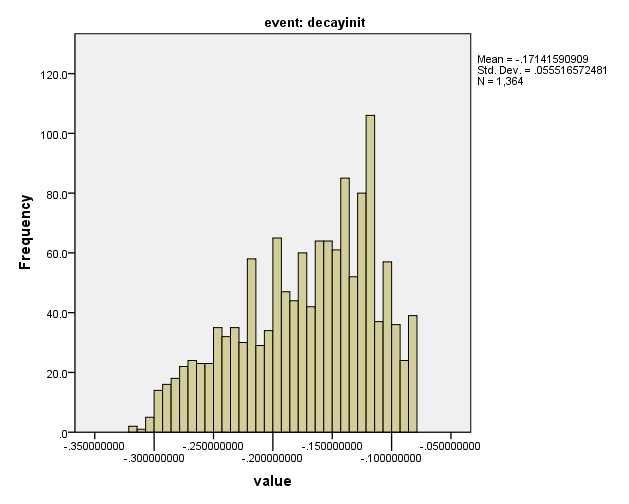 event: decayinit
Mean = -.17141590909
Std. Dev. = .055516572481
N = 1,364
120.0
100.0
80.0
60.0
40.0
20.0
.0
Frequency
-.350000000 -.250000000 -.150000000 -.050000000
-.300000000 -.200000000 -.100000000
value